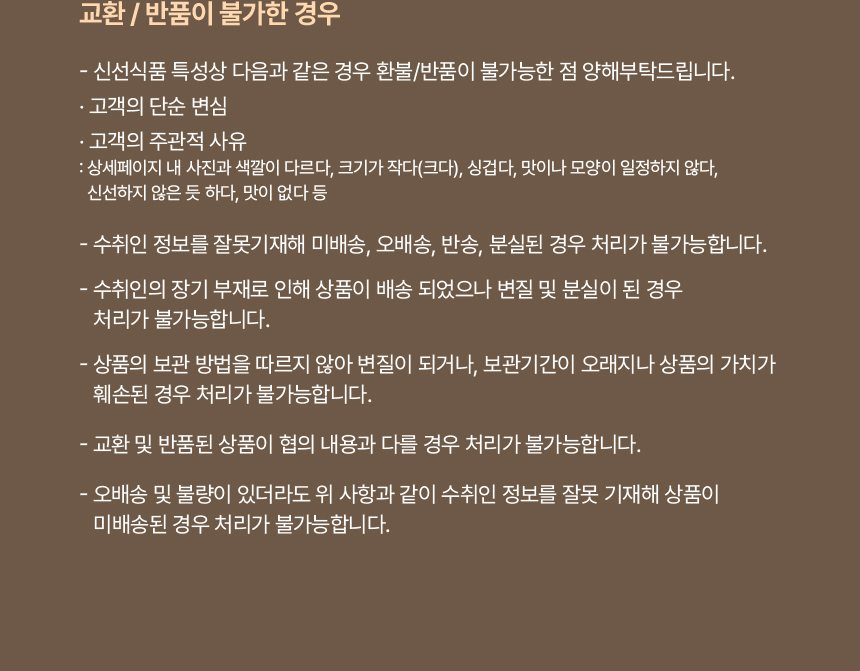 교환 / 반품이 불가한 경우
- 신선식품 특성상 다음과 같은 경우 환불/반품이 불가능한 점 양해부탁드립니다.
· 고객의 단순 변심
· 고객의 주관적 사유
: 상세페이지 내 사진과 색깔이 다르다, 크기가 작다(크다), 싱겁다, 맛이나 모양이 일정하지 않다,
신선하지 않은 듯 하다, 맛이 없다 등
- 수취인 정보를 잘못기재해 미배송, 오배송, 반송, 분실된 경우 처리가 불가능합니다.
- 수취인의 장기 부재로 인해 상품이 배송 되었으나 변질 및 분실이 된 경우
처리가 불가능합니다.
- 상품의 보관 방법을 따르지 않아 변질이 되거나, 보관기간이 오래지나 상품의 가치가
훼손된 경우 처리가 불가능합니다.
- 교환 및 반품된 상품이 협의 내용과 다를 경우 처리가 불가능합니다.
- 오배송 및 불량이 있더라도 위 사항과 같이 수취인 정보를 잘못 기재해 상품이
미배송된 경우 처리가 불가능합니다.